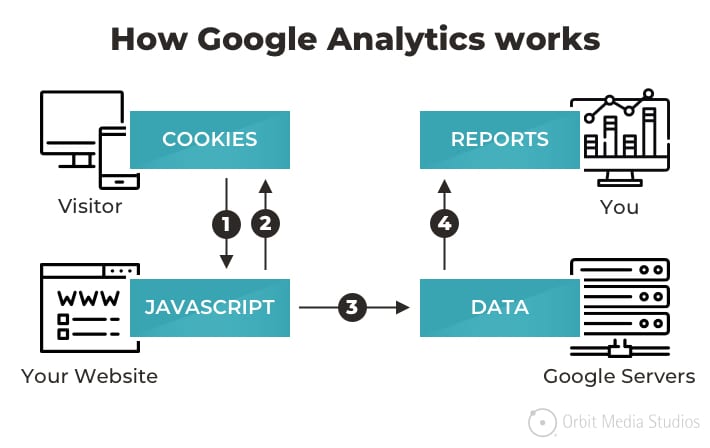 How Google Analytics works
COOKIES
REPORTS
Visitor
You
1
2
4
WWW
JAVASCRIPT
3
DATA
Your Website
Google Servers
Orbit Media Studios